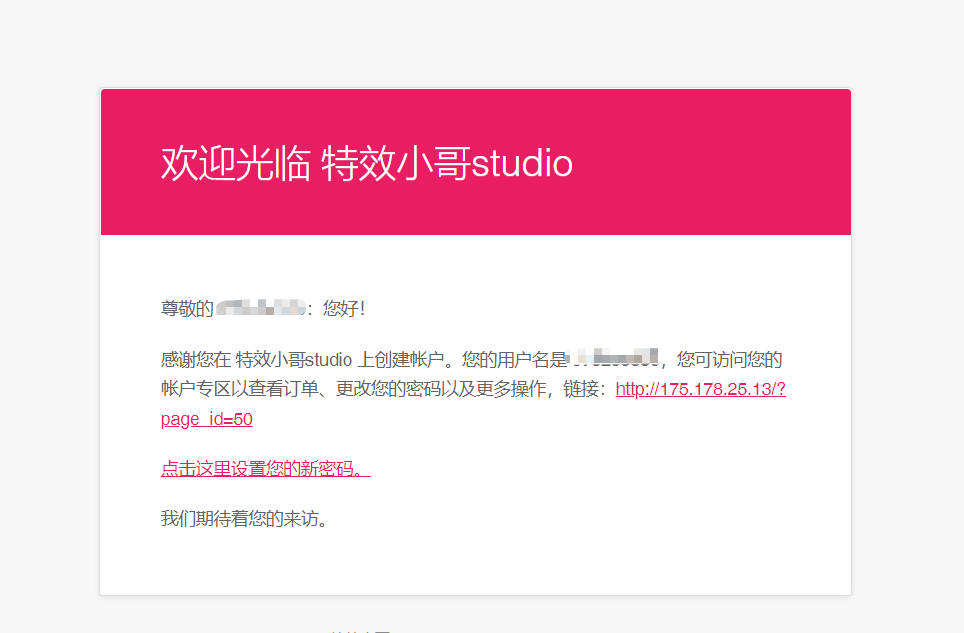 欢迎光临 特效小哥studio
尊敬的 ：您好！
感谢您在 特效小哥studio 上创建帐户。您的用户名是 ，您可访问您的
帐户专区以查看订单、更改您的密码以及更多操作，链接：http://175.178.25.13/?
page_id=50
点击这里设置您的新密码。
我们期待着您的来访。